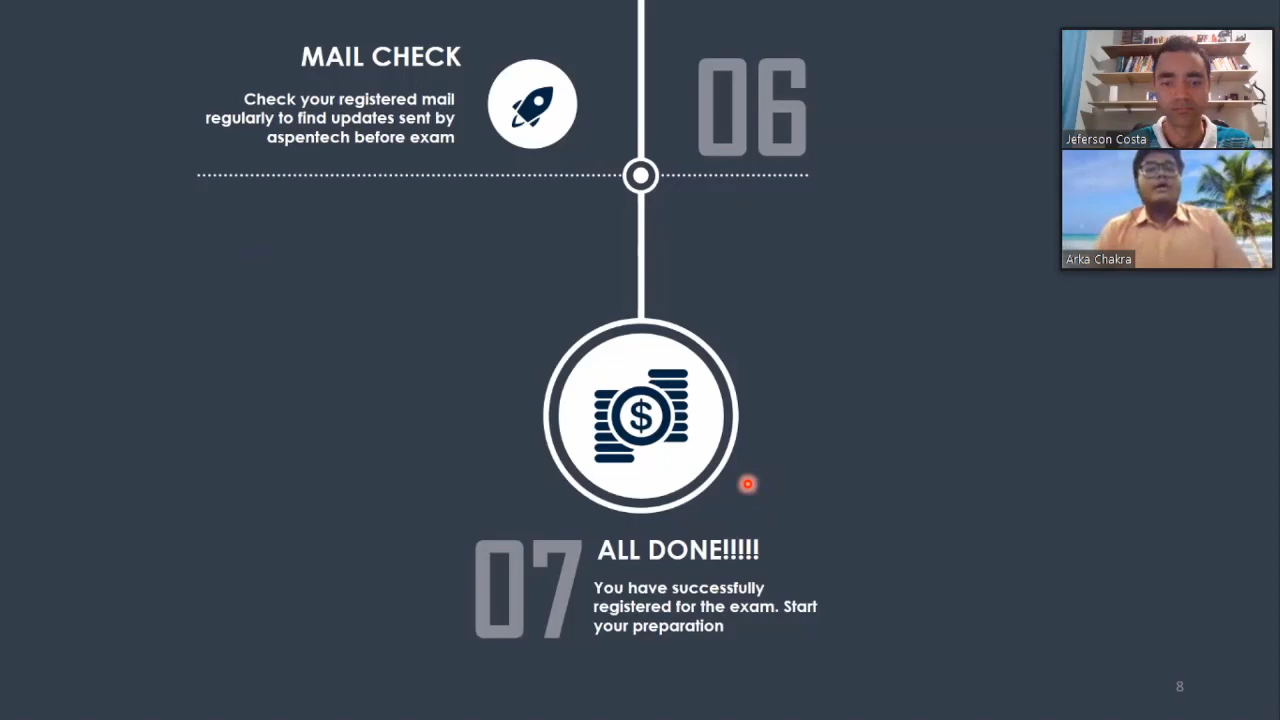 MAIL CHECK
Check your registered mail
regularly to find updates sent by
aspentech before exam
06
Jeferson Costa
Arka Chakra
$
07
ALL DONE!!!!!
You have successfully
registered for the exam. Start
your preparation
8